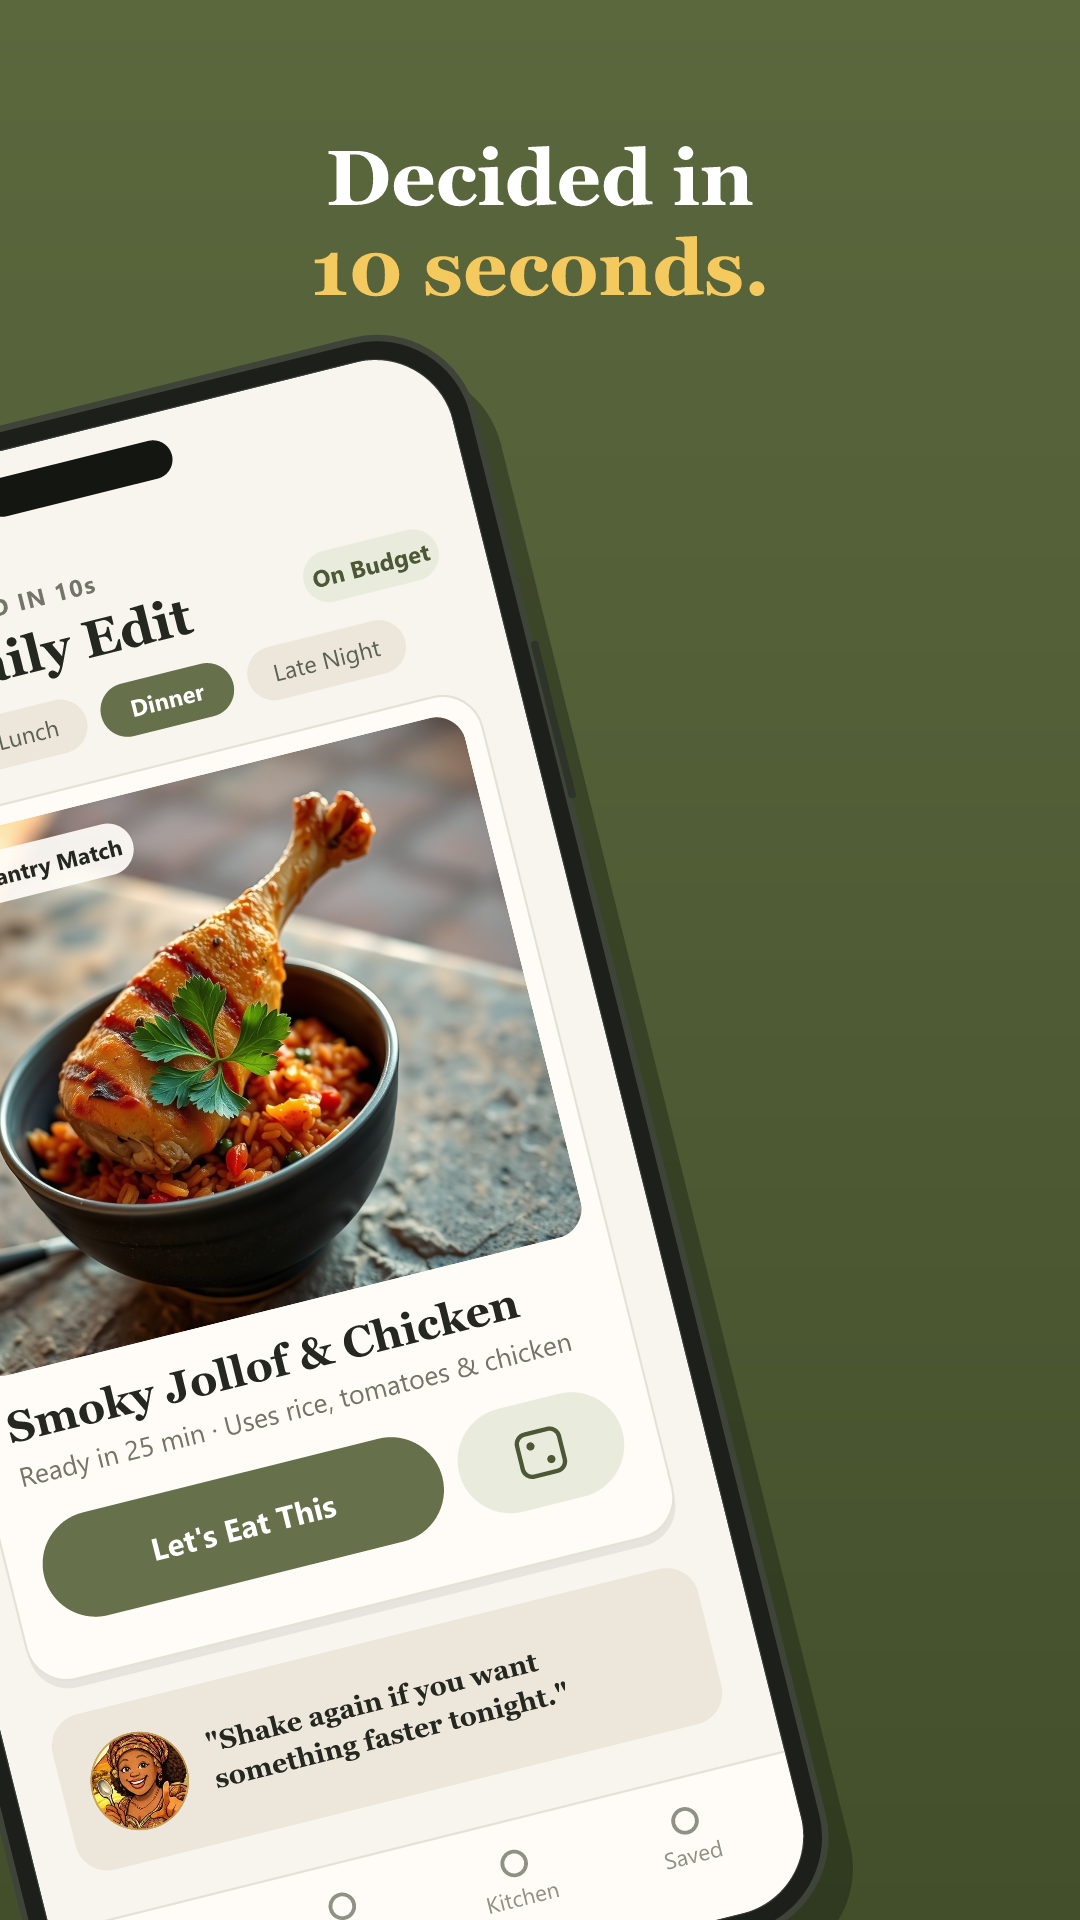 Decided in
10 seconds.
IN 10s
On Budget
Edit
Lunch
Dinner
Late Night
Match
Smoky Jollof & Chicken
Ready in 25 min · Uses rice, tomatoes & chicken
Let's Eat This
"Shake again if you want
something faster tonight."
Kitchen
Saved